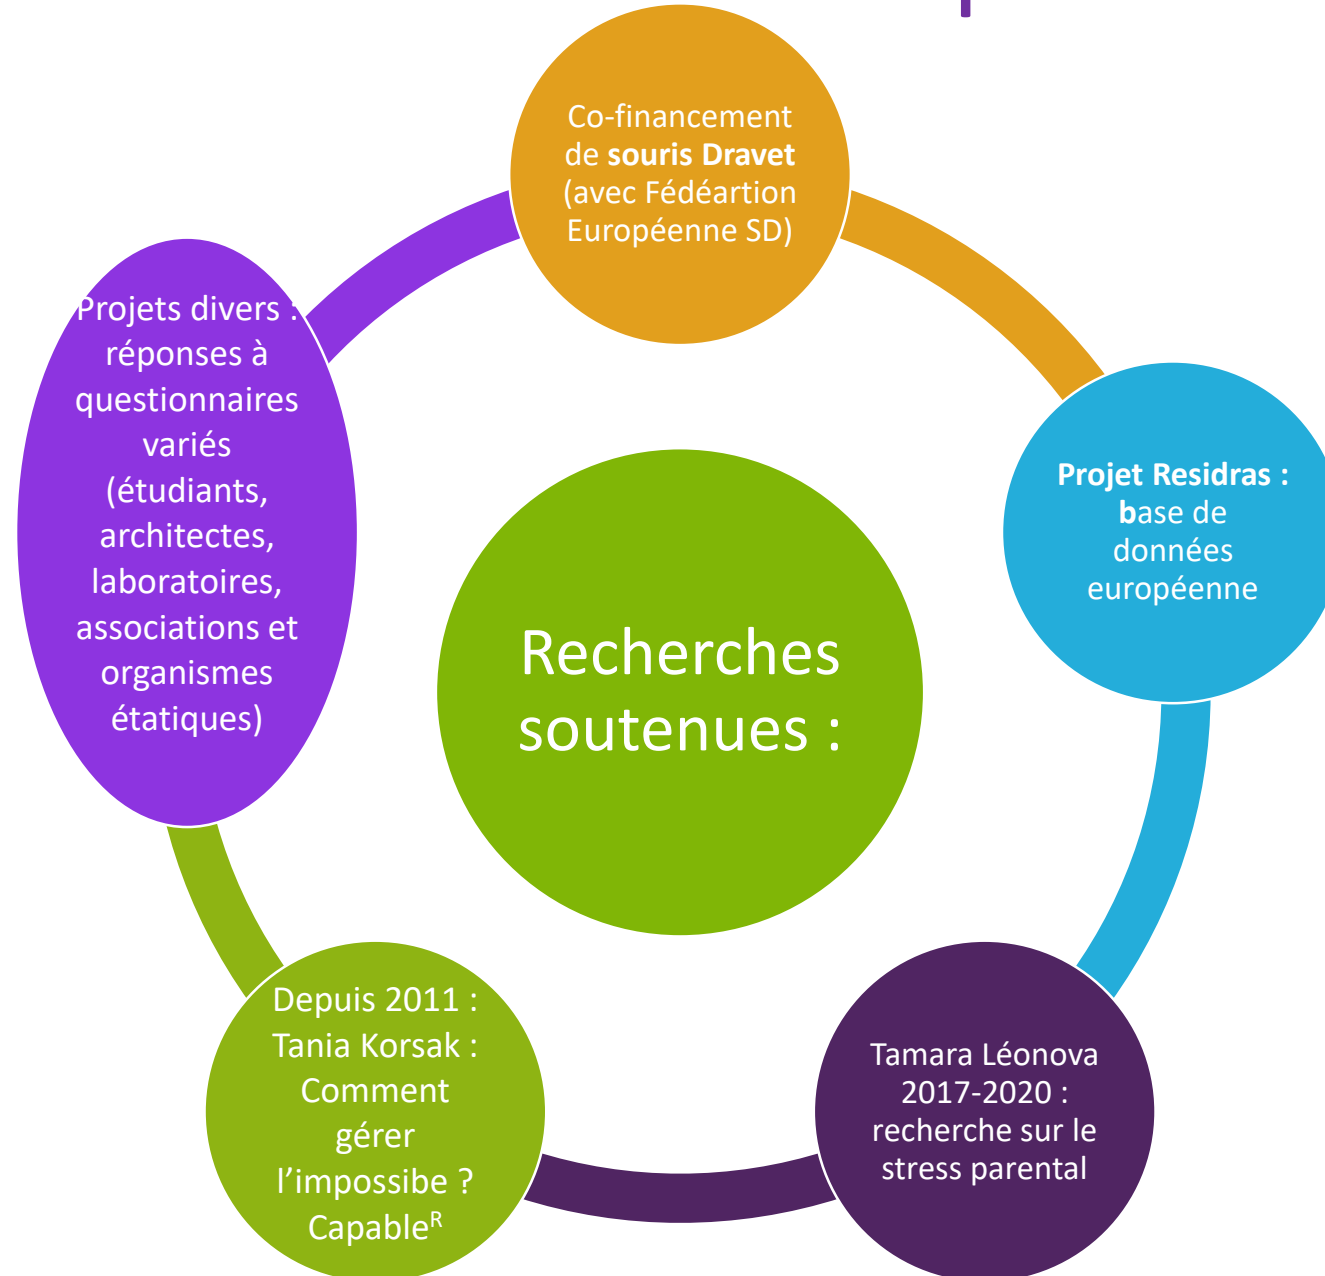 Co-financement
de souris Dravet
(avec Fédéartion
Européenne SD)
Projet Residras :
base de
données
européenne
Tamara Léonova
2017-2020 :
recherche sur le
stress parental
Depuis 2011 :
Tania Korsak :
Comment
gérer
l’impossibe ?
Capableᴿ
Projets divers :
réponses à
questionnaires
variés
(étudiants,
architectes,
laboratoires,
associations et
organismes
étatiques)
Recherches
soutenues :